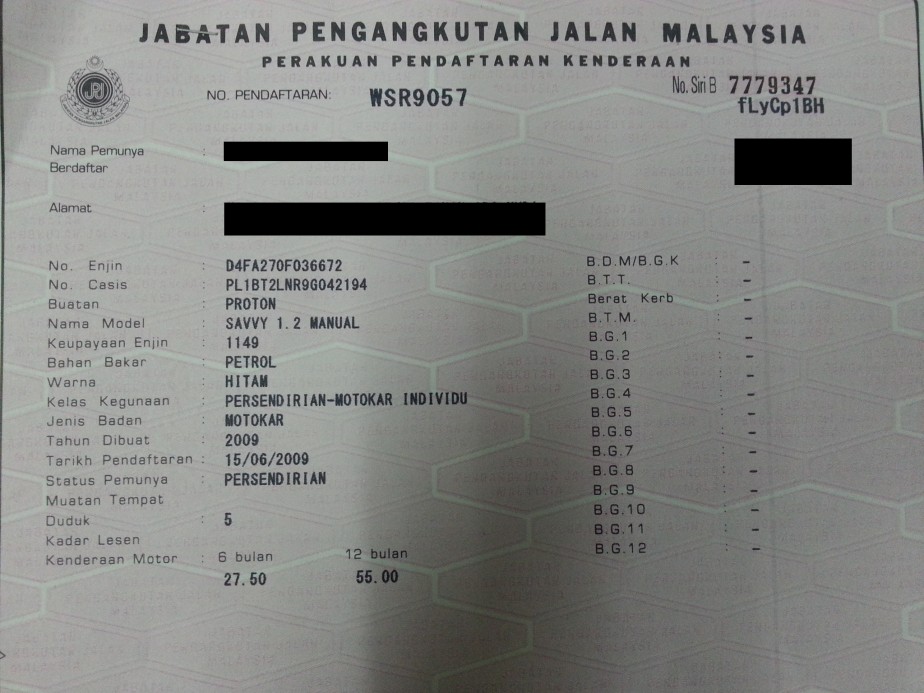 JABATAN PENGANGKUTAN JALAN MALAYSIA
PERAKUAN PENDAFTARAN KENDERAAN
JPJ
NO. PENDAFTARAN: WSR9057
No. Siri B 7779347
fLyCp1BH
Nama Pemunya Berdaftar :
Alamat :
No. Enjin : D4FA270F036672
No. Casis : PL1BT2LNR9G042194
Buatan : PROTON
Nama Model : SAVVY 1.2 MANUAL
Keupayaan Enjin : 1149
Bahan Bakar : PETROL
Warna : HITAM
Kelas Kegunaan : PERSENDIRIAN-MOTOKAR INDIVIDU
Jenis Badan : MOTOKAR
Tahun Dibuat : 2009
Tarikh Pendaftaran : 15/06/2009
Status Pemunya : PERSENDIRIAN
Muatan Tempat
Duduk : 5
Kadar Lesen
Kenderaan Motor : 6 bulan 12 bulan
27.50 55.00
B.D.M/B.G.K : -
B.T.T. : -
Berat Kerb : -
B.T.M. : -
B.G.1 : -
B.G.2 : -
B.G.3 : -
B.G.4 : -
B.G.5 : -
B.G.6 : -
B.G.7 : -
B.G.8 : -
B.G.9 : -
B.G.10 : -
B.G.11 : -
B.G.12 : -